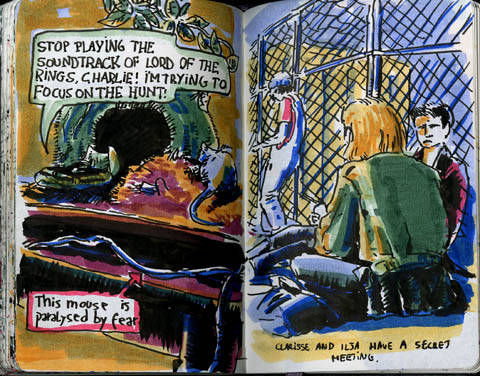 STOP PLAYING THE
SOUNDTRACK OF LORD OF THE
RINGS, CHARLIE! I'M TRYING TO
FOCUS ON THE HUNT!
This mouse is
paralysed by fear
CLARISSE AND ILJA HAVE A SECRET
MEETING.